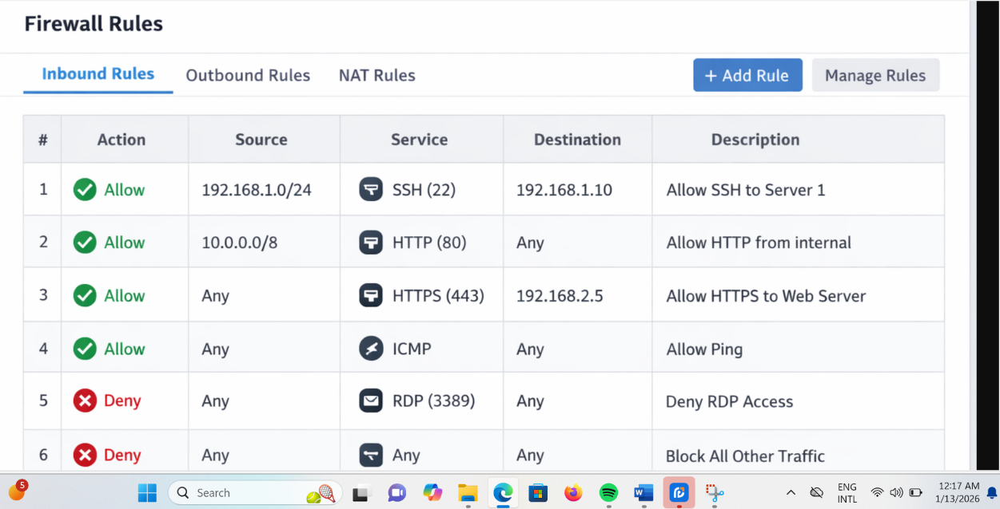 Firewall Rules
Inbound Rules Outbound Rules NAT Rules + Add Rule Manage Rules
# Action Source Service Destination Description
1 Allow 192.168.1.0/24 SSH (22) 192.168.1.10 Allow SSH to Server 1
2 Allow 10.0.0.0/8 HTTP (80) Any Allow HTTP from internal
3 Allow Any HTTPS (443) 192.168.2.5 Allow HTTPS to Web Server
4 Allow Any ICMP Any Allow Ping
5 Deny Any RDP (3389) Any Deny RDP Access
6 Deny Any Any Any Block All Other Traffic
5 Search ENG 12:17 AM
INTL 1/13/2026